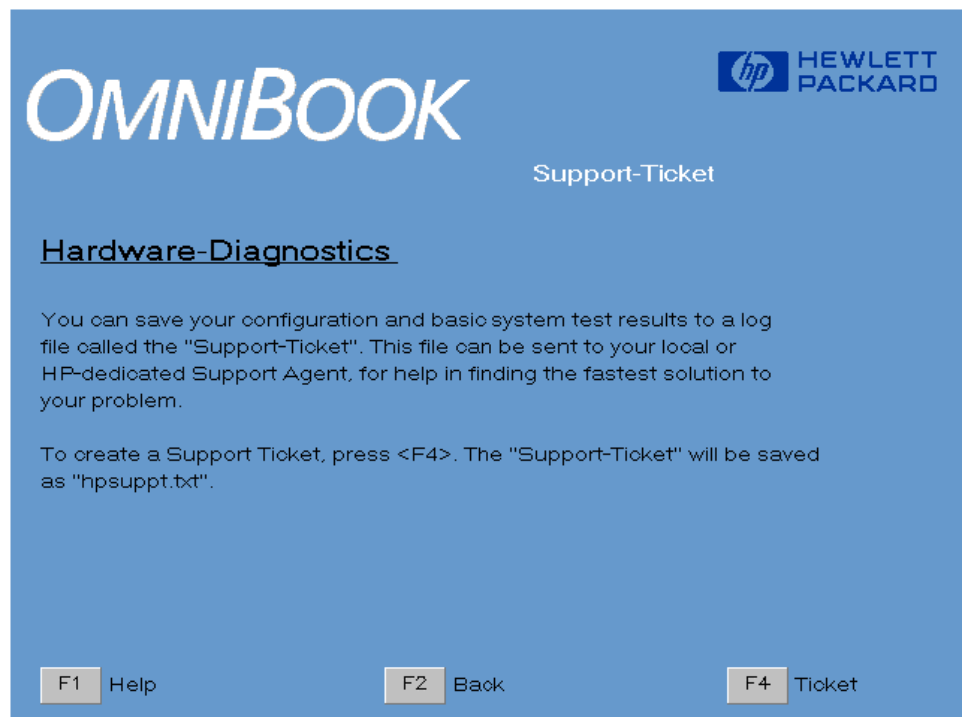 OMNIBOOK
hp HEWLETT
PACKARD
Support-Ticket
Hardware-Diagnostics
You can save your configuration and basic system test results to a log
file called the "Support-Ticket". This file can be sent to your local or
HP-dedicated Support Agent, for help in finding the fastest solution to
your problem.
To create a Support Ticket, press <F4>. The "Support-Ticket" will be saved
as "hpsuppt.txt".
F1 Help F2 Back F4 Ticket